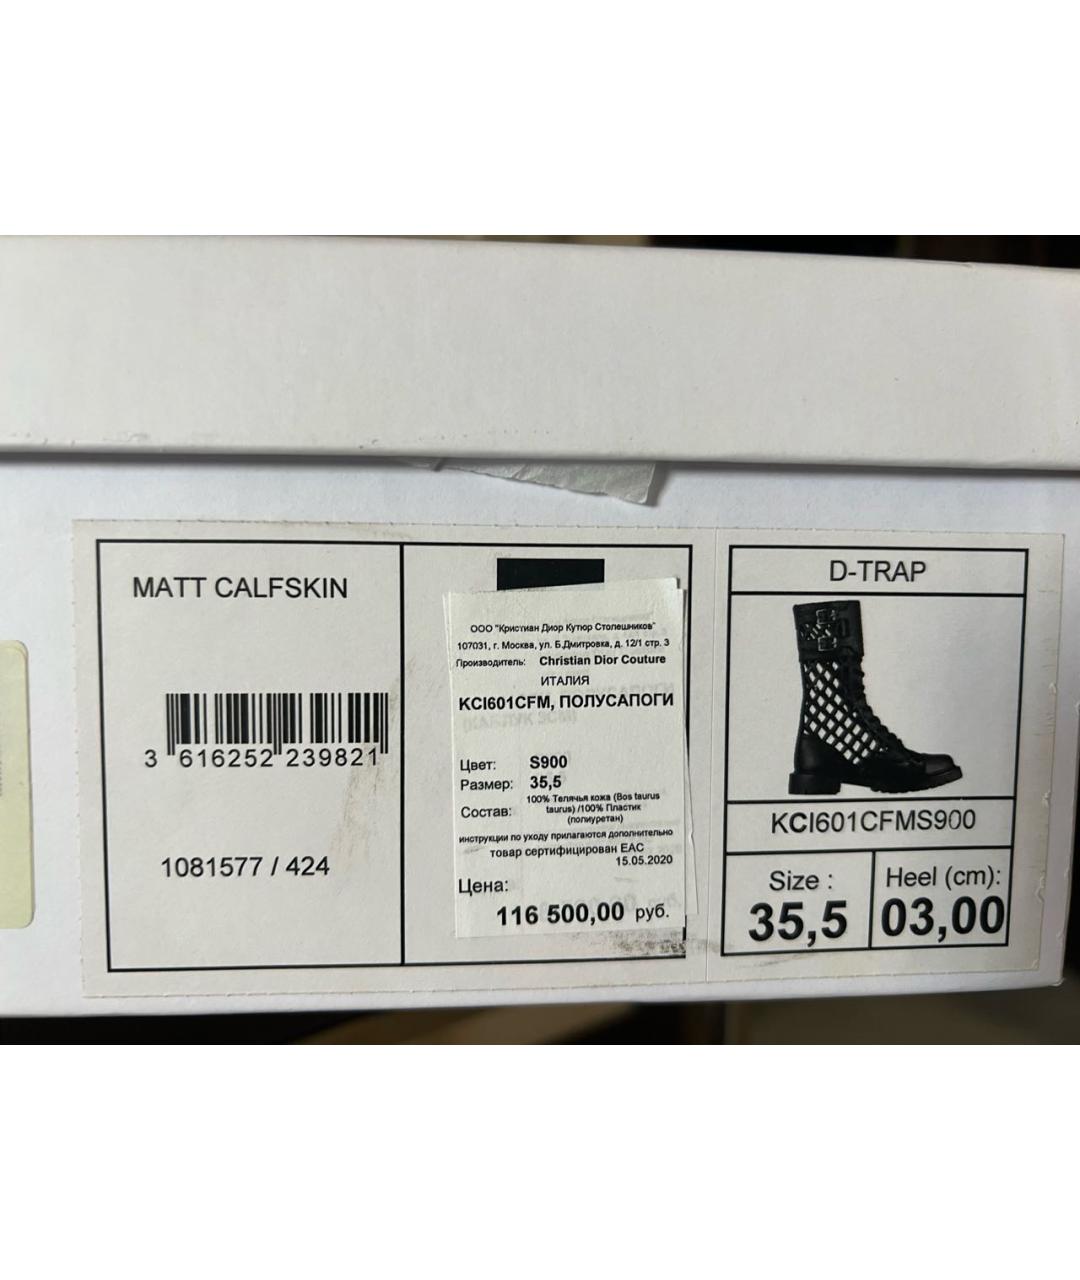 MATT CALFSKIN
3 616252 239821
1081577 / 424
ООО "Кристиан Диор Кутюр Столешников"
107031, г. Москва, ул. Б.Дмитровка, д. 12/1 стр. 3
Производитель: Christian Dior Couture
ИТАЛИЯ
KCI601CFM, ПОЛУСАПОГИ
Цвет: S900
Размер: 35,5
Состав: 100% Телячья кожа (Bos taurus
taurus) /100% Пластик
(полиуретан)
инструкции по уходу прилагаются дополнительно
товар сертифицирован EAC
15.05.2020
Цена:
116 500,00 руб.
D-TRAP
KCI601CFMS900
Size :
35,5
Heel (cm):
03,00